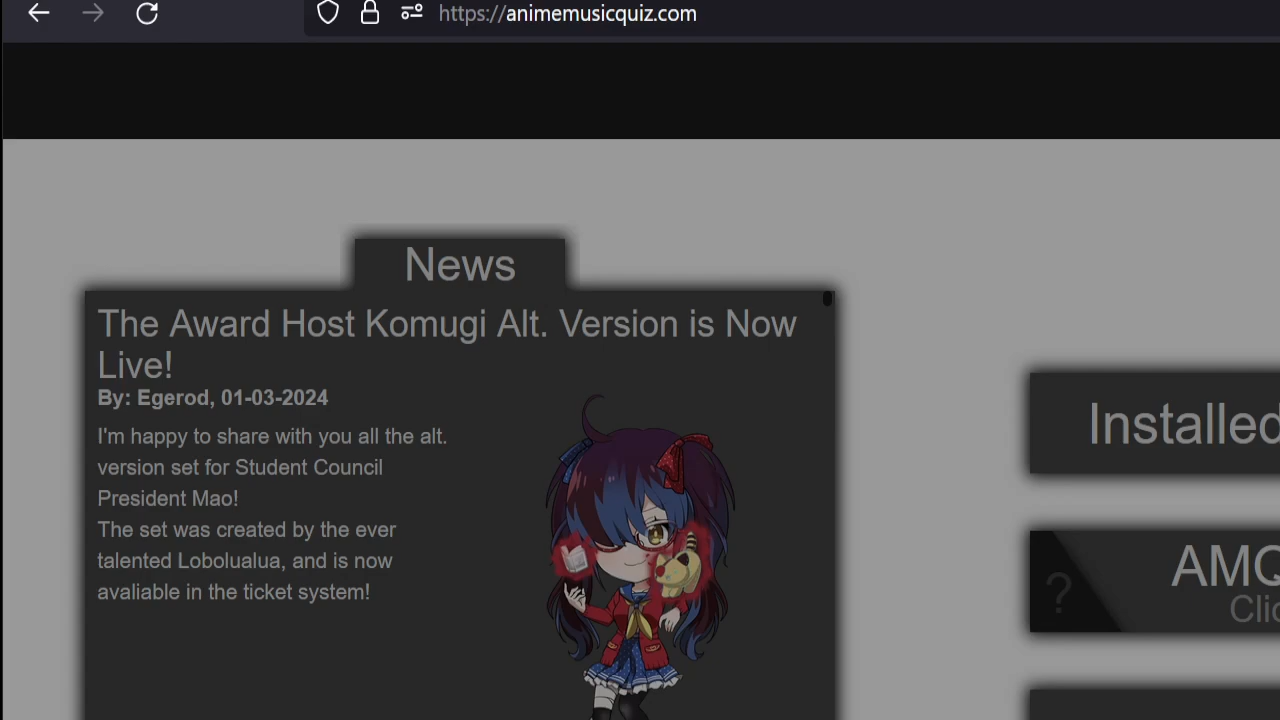 https://animemusicquiz.com
News
The Award Host Komugi Alt. Version is Now
Live!
By: Egerod, 01-03-2024
I'm happy to share with you all the alt.
version set for Student Council
President Mao!
The set was created by the ever
talented Lobolualua, and is now
avaliable in the ticket system!
Installed
?
AMQ
Clic